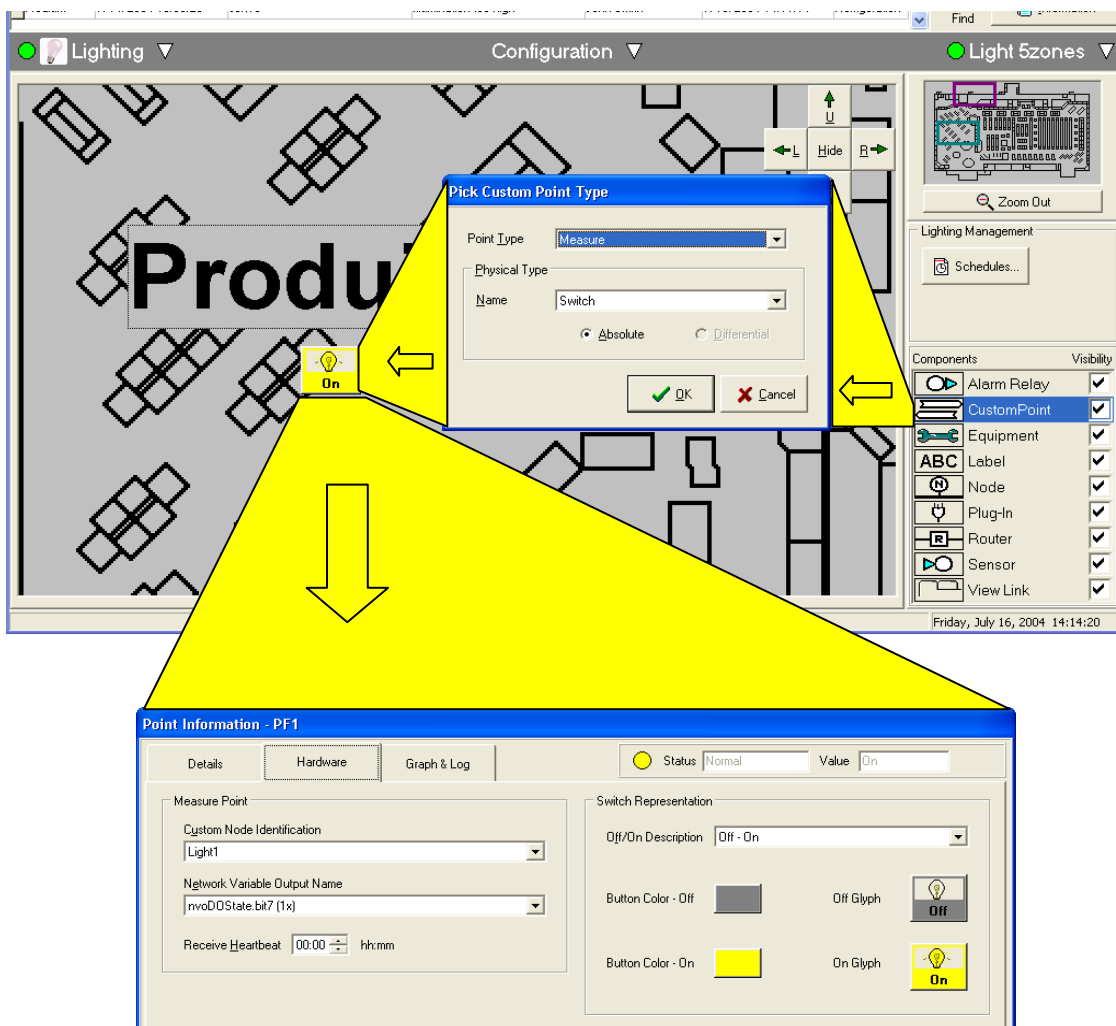 Find
Lighting
Configuration
Light 5zones
U
L Hide R
Zoom Out
Produ
Pick Custom Point Type
Point Type Measure
Physical Type
Name Switch
Absolute Differential
OK Cancel
On
Lighting Management
Schedules...
Components Visibility
Alarm Relay
CustomPoint
Equipment
ABC Label
N Node
Plug-In
R Router
Sensor
View Link
Friday, July 16, 2004 14:14:20
Point Information - PF1
Details Hardware Graph & Log
Status Normal Value On
Measure Point
Custom Node Identification
Light1
Network Variable Output Name
nvoDOState.bit7 (1x)
Receive Heartbeat 00:00 hh:mm
Switch Representation
Off/On Description Off - On
Button Color - Off Off Glyph Off
Button Color - On On Glyph On